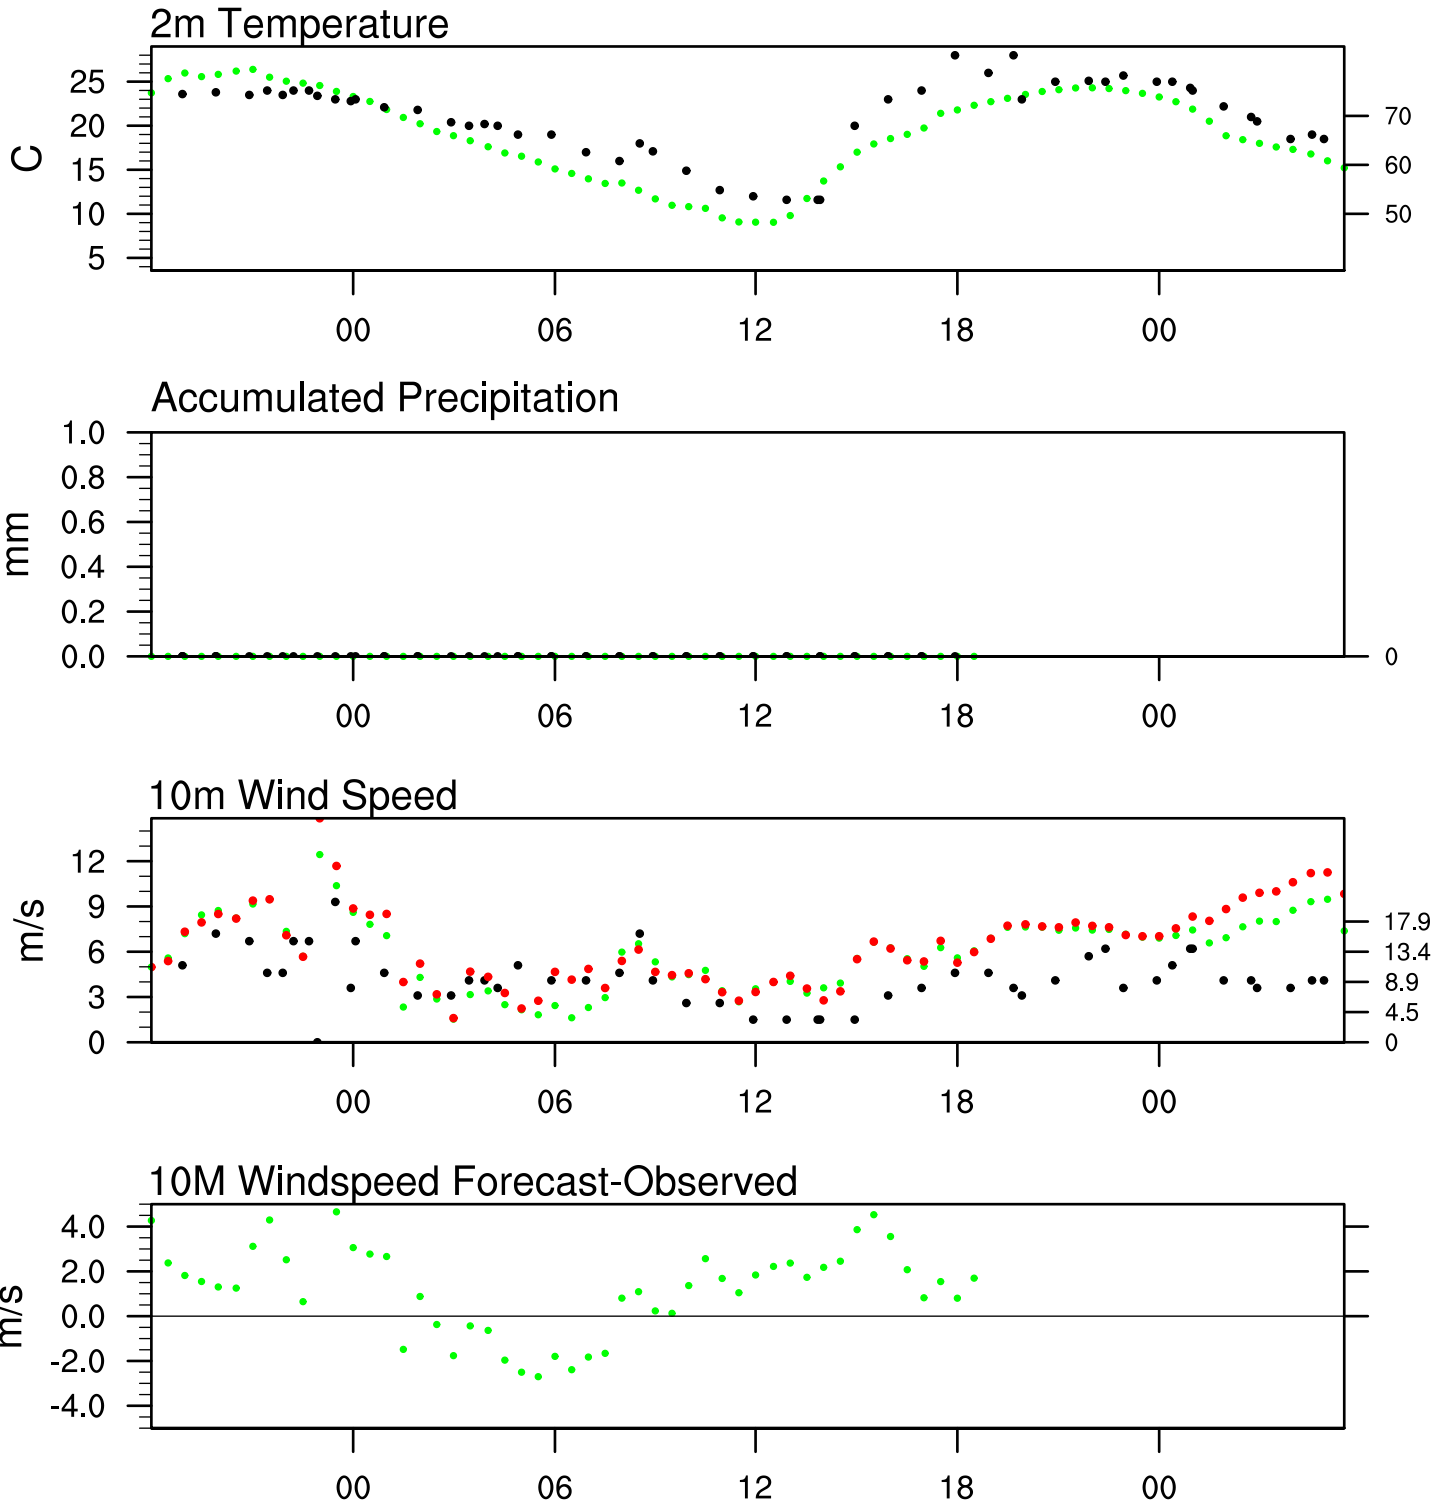 2m Temperature
25
20
15
10
5
C
70
60
50
00 06 12 18 00
Accumulated Precipitation
1.0
0.8
0.6
0.4
0.2
0.0
mm
0
00 06 12 18 00
10m Wind Speed
12
9
6
3
0
m/s
17.9
13.4
8.9
4.5
0
00 06 12 18 00
10M Windspeed Forecast-Observed
4.0
2.0
0.0
-2.0
-4.0
m/s
00 06 12 18 00